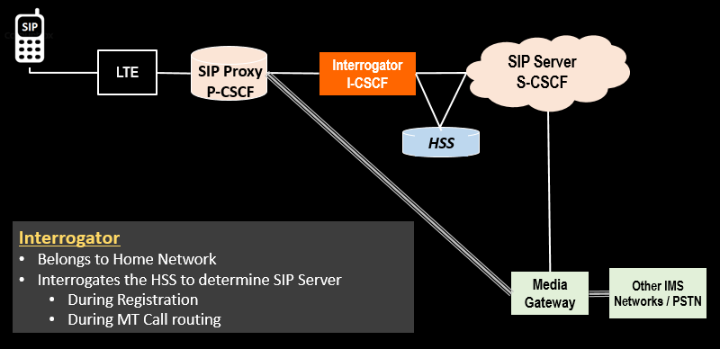 SIP
LTE
SIP Proxy
P-CSCF
Interrogator
I-CSCF
SIP Server
S-CSCF
HSS
Interrogator
• Belongs to Home Network
• Interrogates the HSS to determine SIP Server
• During Registration
• During MT Call routing
Media
Gateway
Other IMS
Networks / PSTN